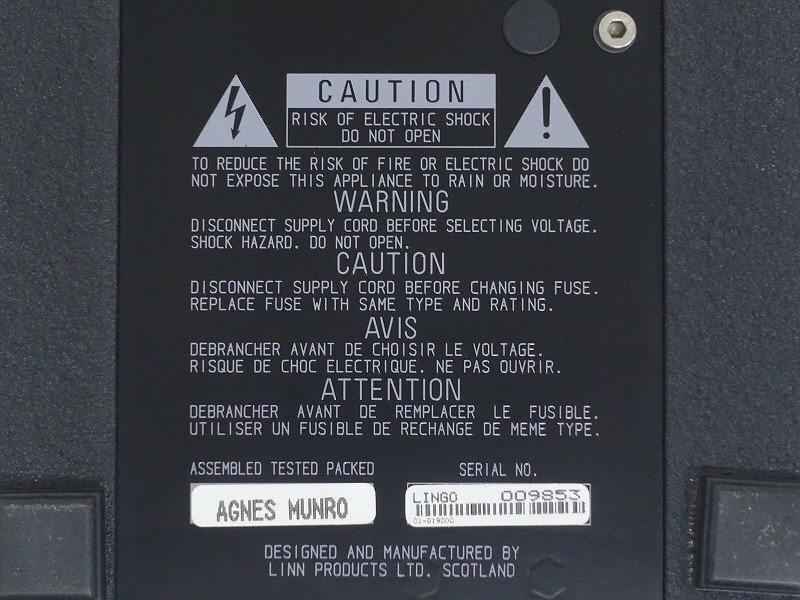 CAUTION
RISK OF ELECTRIC SHOCK
DO NOT OPEN
TO REDUCE THE RISK OF FIRE OR ELECTRIC SHOCK DO
NOT EXPOSE THIS APPLIANCE TO RAIN OR MOISTURE.
WARNING
DISCONNECT SUPPLY CORD BEFORE SELECTING VOLTAGE.
SHOCK HAZARD. DO NOT OPEN.
CAUTION
DISCONNECT SUPPLY CORD BEFORE CHANGING FUSE.
REPLACE FUSE WITH SAME TYPE AND RATING.
AVIS
DEBRANCHER AVANT DE CHOISIR LE VOLTAGE.
RISQUE DE CHOC ELECTRIQUE. NE PAS OUVRIR.
ATTENTION
DEBRANCHER AVANT DE REMPLACER LE FUSIBLE.
UTILISER UN FUSIBLE DE RECHANGE DE MEME TYPE.
ASSEMBLED TESTED PACKED SERIAL NO.
AGNES MUNRO
LINGO 009853
01-019000
DESIGNED AND MANUFACTURED BY
LINN PRODUCTS LTD. SCOTLAND